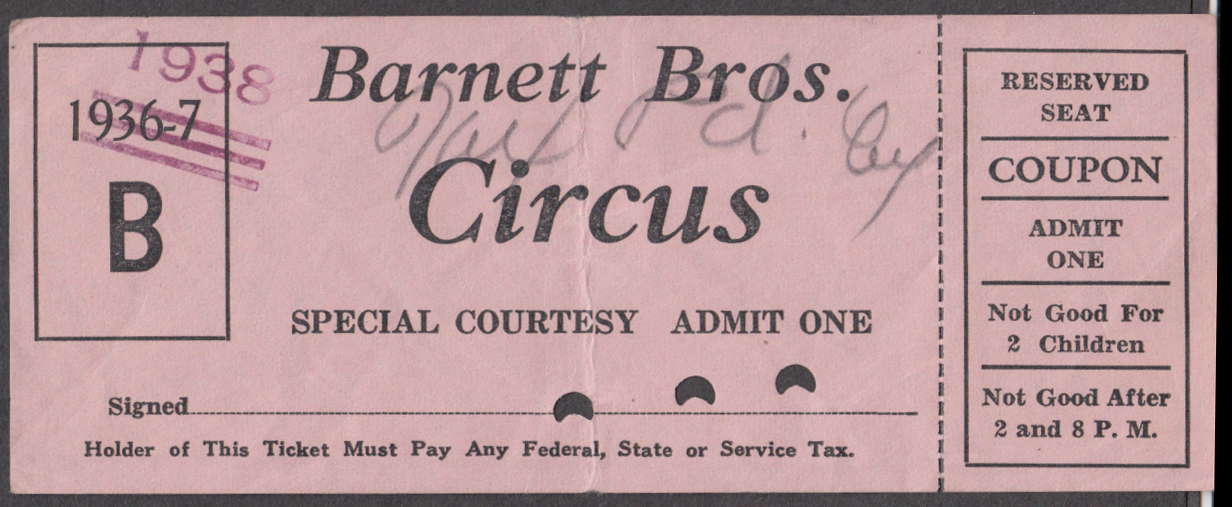 1938
1936-7
B
Barnett Bros.
Circus
SPECIAL COURTESY ADMIT ONE
Signed
Holder of This Ticket Must Pay Any Federal, State or Service Tax.
RESERVED
SEAT
COUPON
ADMIT
ONE
Not Good For
2 Children
Not Good After
2 and 8 P. M.